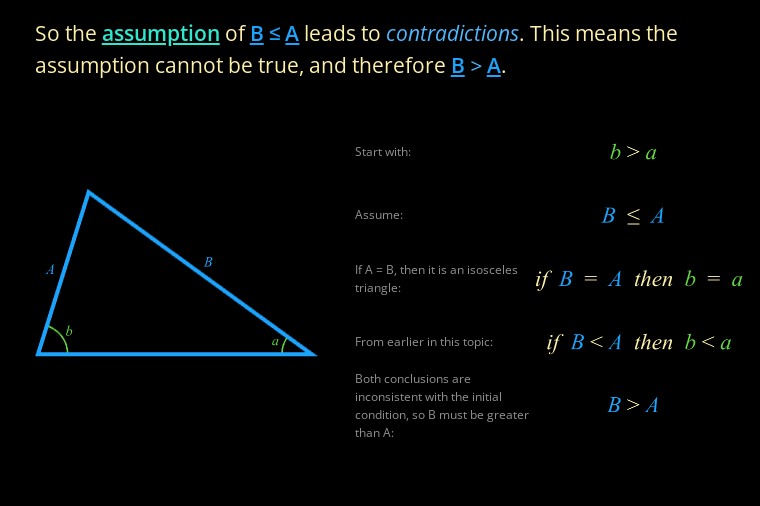 So the assumption of B ≤ A leads to contradictions. This means the
assumption cannot be true, and therefore B > A.
Start with:
b > a
Assume:
B ≤ A
If A = B, then it is an isosceles
triangle:
if B = A then b = a
From earlier in this topic:
if B < A then b < a
Both conclusions are
inconsistent with the initial
condition, so B must be greater
than A:
B > A
A
B
b
a